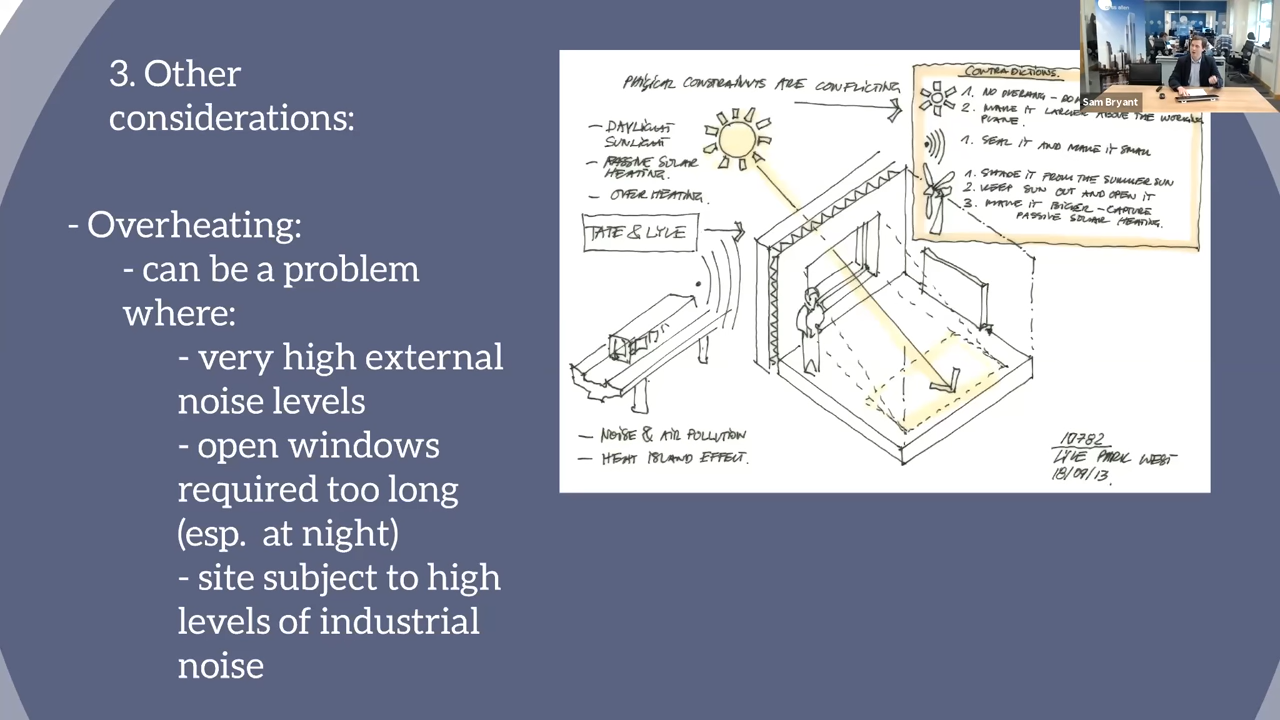 3. Other
considerations:
- Overheating:
- can be a problem
where:
- very high external
noise levels
- open windows
required too long
(esp. at night)
- site subject to high
levels of industrial
noise
PHYSICAL CONSTRAINTS ARE CONFLICTING
- DAYLIGHT
SUNLIGHT
- PASSIVE SOLAR
HEATING.
- OVER HEATING.
TATE & LYLE
- NOISE & AIR POLLUTION
- HEAT ISLAND EFFECT.
CONTRADICTIONS.
1. NO OVERHANG -
2. MAKE IT LARGER ABOVE THE WORKING
PLANE.
1. SEAL IT AND MAKE IT SMALL
1. SHADE IT FROM THE SUMMER SUN
2. KEEP SUN OUT AND OPEN IT
3. MAKE IT BIGGER - CAPTURE
PASSIVE SOLAR HEATING.
10782
LYLE PARK WEST
18/09/13.
Sam Bryant